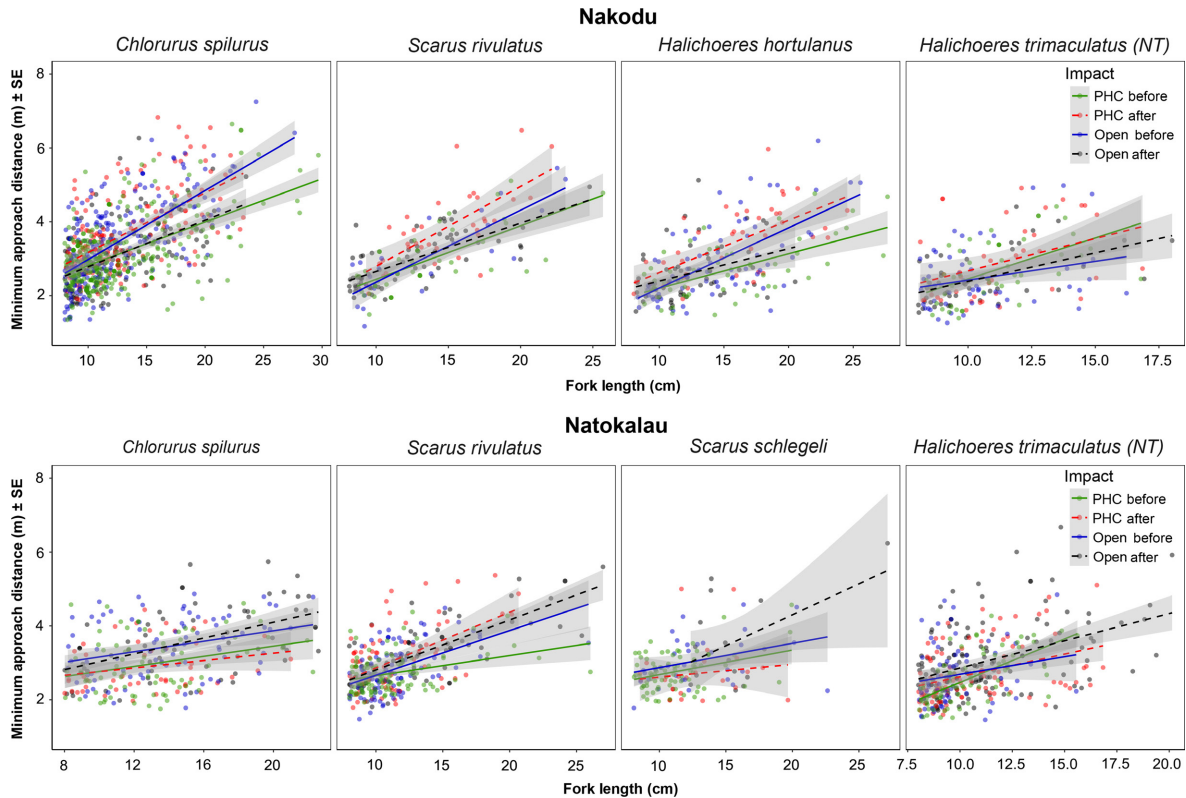 Nakodu
Chlorurus spilurus Scarus rivulatus Halichoeres hortulanus Halichoeres trimaculatus (NT)
Minimum approach distance (m) ± SE
8
6
4
2
Impact
PHC before
PHC after
Open before
Open after
10 15 20 25 30 10 15 20 25 10 15 20 25 10.0 12.5 15.0 17.5
Fork length (cm)
Natokalau
Chlorurus spilurus Scarus rivulatus Scarus schlegeli Halichoeres trimaculatus (NT)
Minimum approach distance (m) ± SE
8
6
4
2
Impact
PHC before
PHC after
Open before
Open after
8 12 16 20 10 15 20 25 10 15 20 25 7.5 10.0 12.5 15.0 17.5 20.0
Fork length (cm)